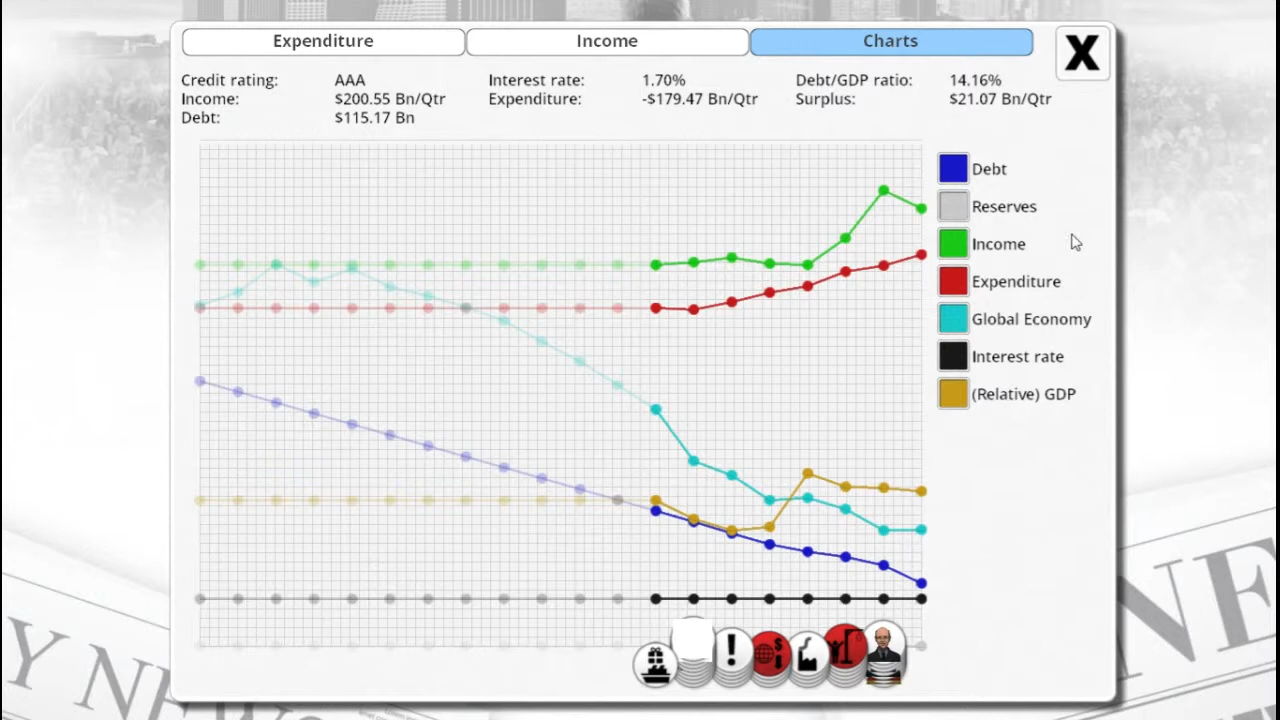 Expenditure Income Charts X
Credit rating: AAA Interest rate: 1.70% Debt/GDP ratio: 14.16%
Income: $200.55 Bn/Qtr Expenditure: -$179.47 Bn/Qtr Surplus: $21.07 Bn/Qtr
Debt: $115.17 Bn
Debt
Reserves
Income
Expenditure
Global Economy
Interest rate
(Relative) GDP
Y NEW
NE